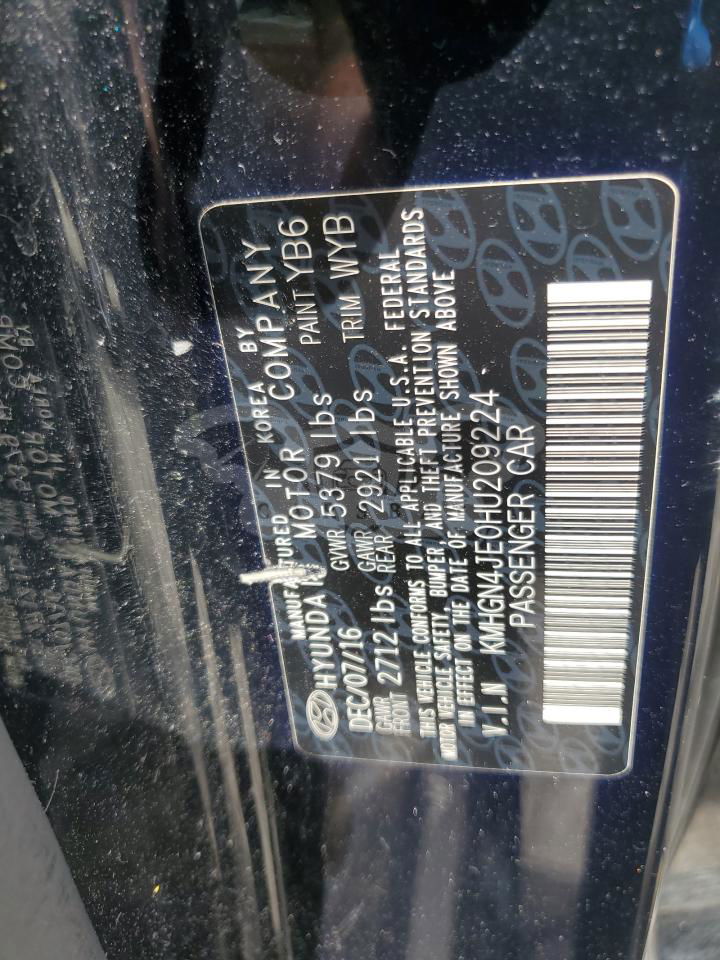 MANUFACTURED IN KOREA BY
HYUNDAI MOTOR COMPANY
DEC/07/16 GVWR 5379 lbs PAINT YB6
GAWR FRONT 2712 lbs GAWR REAR 2921 lbs TRIM WYB
THIS VEHICLE CONFORMS TO ALL APPLICABLE U.S.A. FEDERAL
MOTOR VEHICLE SAFETY, BUMPER AND THEFT PREVENTION STANDARDS
IN EFFECT ON THE DATE OF MANUFACTURE SHOWN ABOVE
V.I.N KMHGN4JE0HU209224
PASSENGER CAR